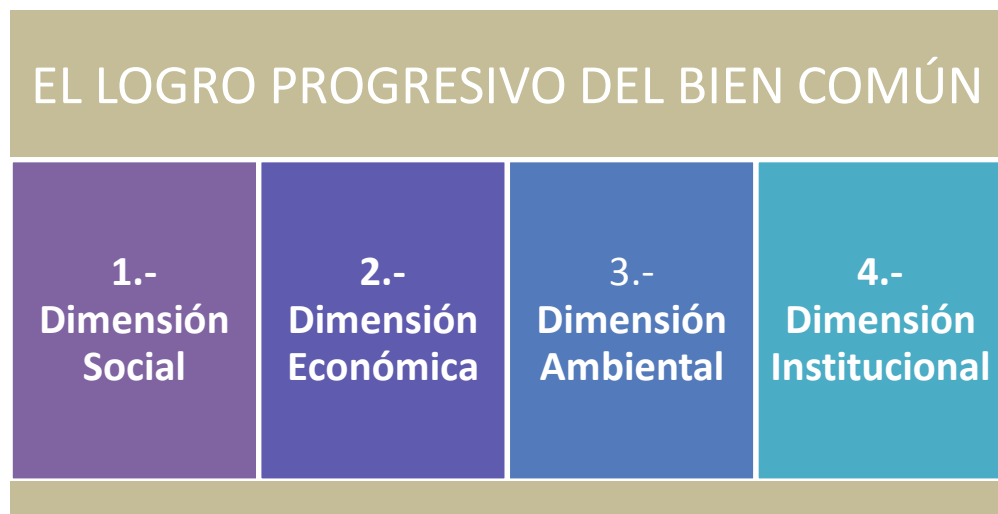 EL LOGRO PROGRESIVO DEL BIEN COMÚN
1.-
Dimensión
Social
2.-
Dimensión
Económica
3.-
Dimensión
Ambiental
4.-
Dimensión
Institucional